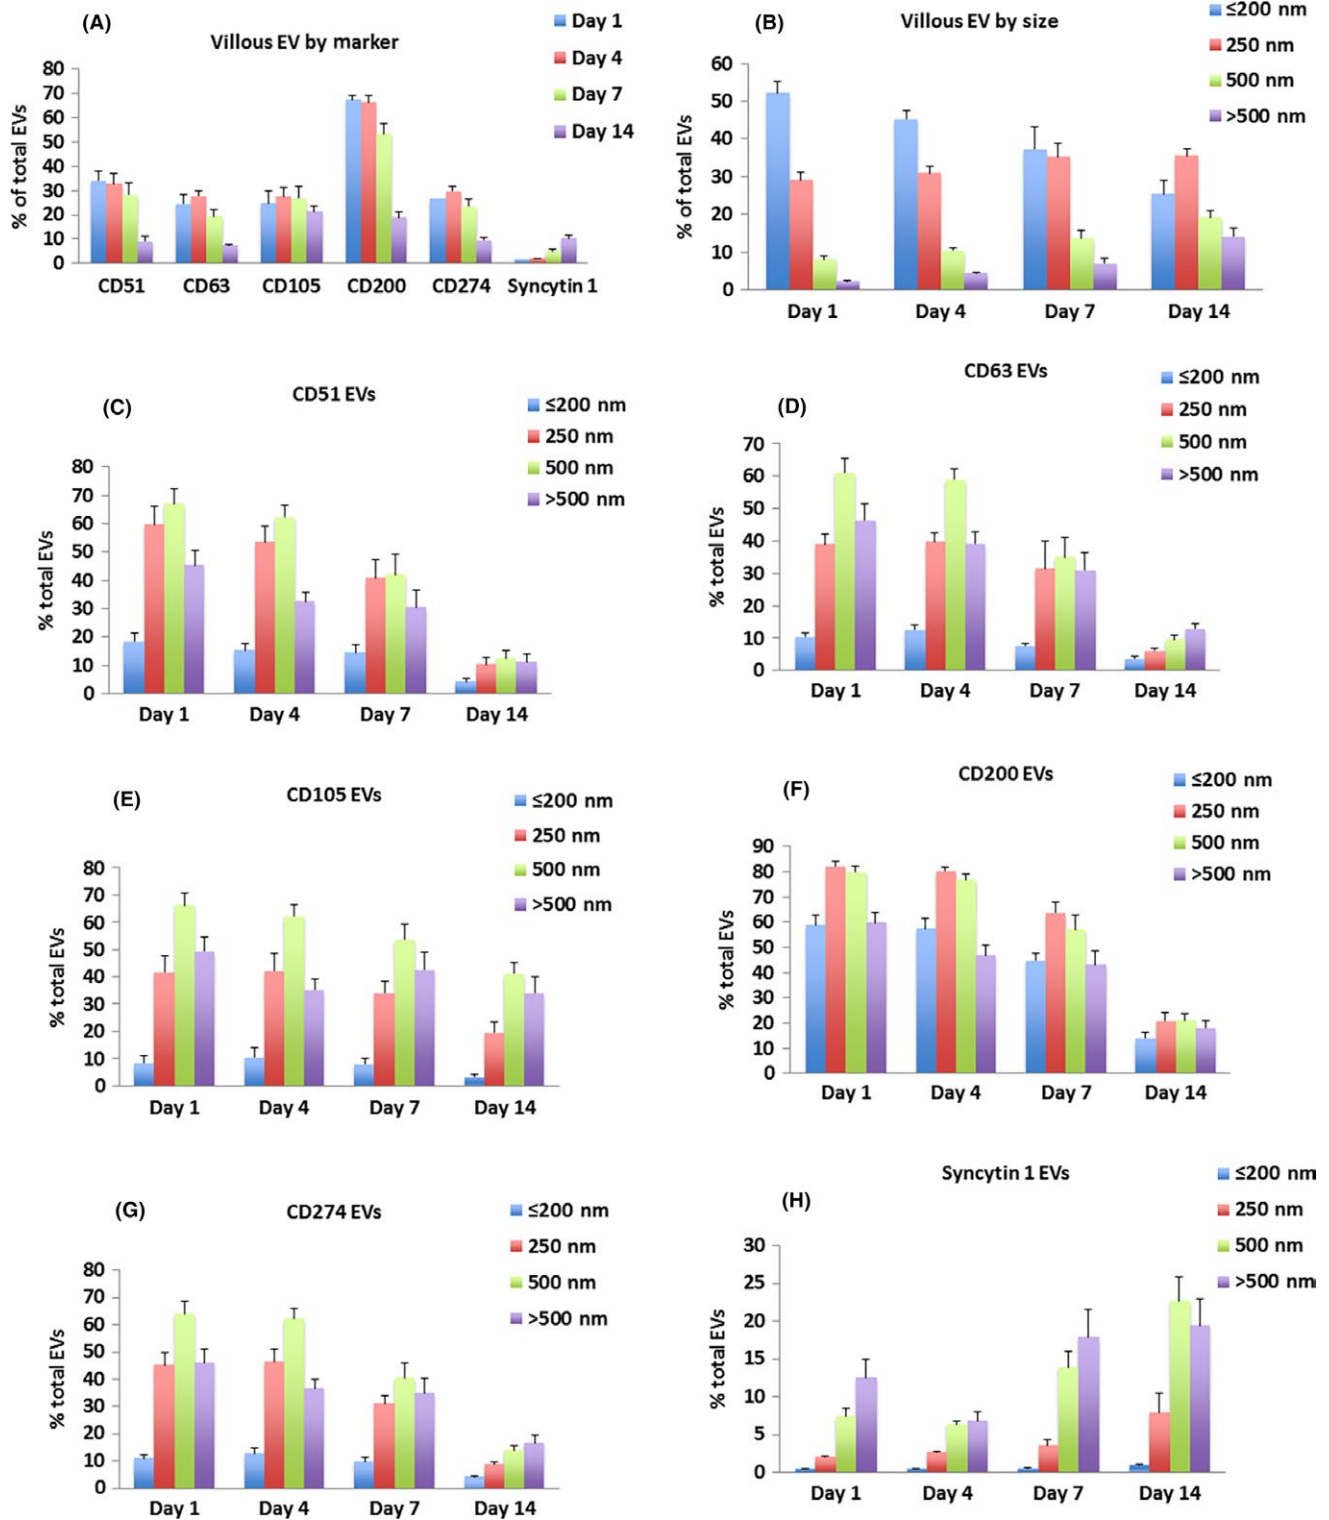 (A)
Villous EV by marker
Day 1
Day 4
Day 7
Day 14
% of total EVs
80
70
60
50
40
30
20
10
0
CD51 CD63 CD105 CD200 CD274 Syncytin 1
(B)
Villous EV by size
≤200 nm
250 nm
500 nm
>500 nm
% of total EVs
60
50
40
30
20
10
0
Day 1 Day 4 Day 7 Day 14
(C)
CD51 EVs
≤200 nm
250 nm
500 nm
>500 nm
% total EVs
80
70
60
50
40
30
20
10
0
Day 1 Day 4 Day 7 Day 14
(D)
CD63 EVs
≤200 nm
250 nm
500 nm
>500 nm
% total EVs
70
60
50
40
30
20
10
0
Day 1 Day 4 Day 7 Day 14
(E)
CD105 EVs
≤200 nm
250 nm
500 nm
>500 nm
% total EVs
80
70
60
50
40
30
20
10
0
Day 1 Day 4 Day 7 Day 14
(F)
CD200 EVs
≤200 nm
250 nm
500 nm
>500 nm
% total EVs
90
80
70
60
50
40
30
20
10
0
Day 1 Day 4 Day 7 Day 14
(G)
CD274 EVs
≤200 nm
250 nm
500 nm
>500 nm
% total EVs
80
70
60
50
40
30
20
10
0
Day 1 Day 4 Day 7 Day 14
(H)
Syncytin 1 EVs
≤200 nm
250 nm
500 nm
>500 nm
% total EVs
30
25
20
15
10
5
0
Day 1 Day 4 Day 7 Day 14